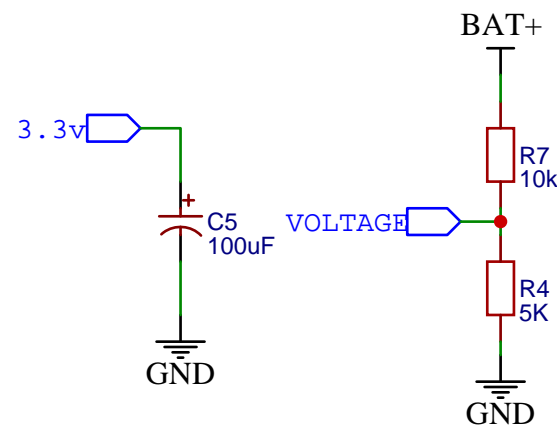 BAT+
3.3v
R7
10k
+
C5
100uF
VOLTAGE
R4
5K
GND
GND